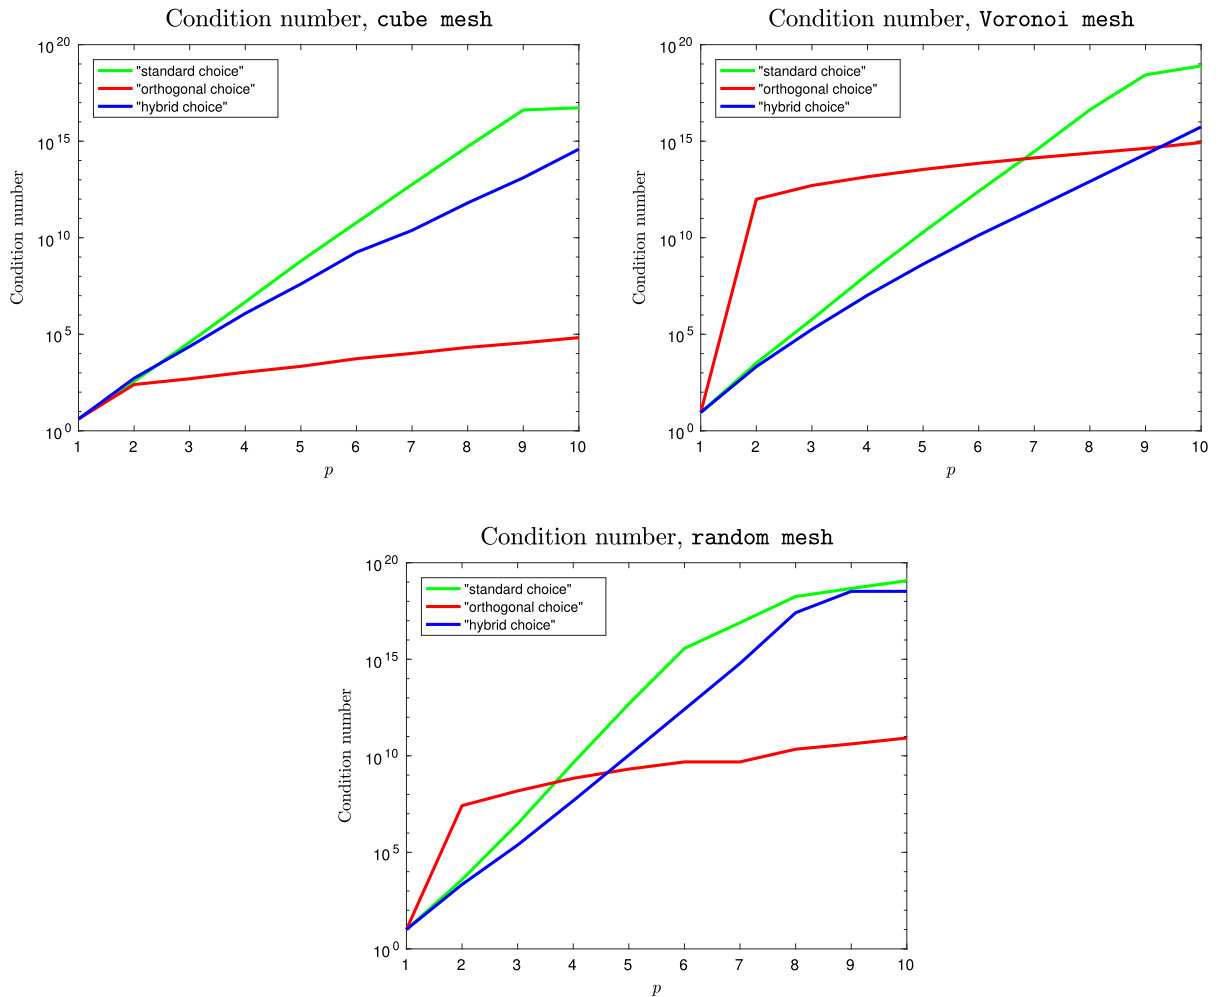 Condition number, cube mesh
10^20
10^15
10^10
10^5
10^0
Condition number
"standard choice"
"orthogonal choice"
"hybrid choice"
1 2 3 4 5 6 7 8 9 10
p
Condition number, Voronoi mesh
10^20
10^15
10^10
10^5
10^0
Condition number
"standard choice"
"orthogonal choice"
"hybrid choice"
1 2 3 4 5 6 7 8 9 10
p
Condition number, random mesh
10^20
10^15
10^10
10^5
10^0
Condition number
"standard choice"
"orthogonal choice"
"hybrid choice"
1 2 3 4 5 6 7 8 9 10
p